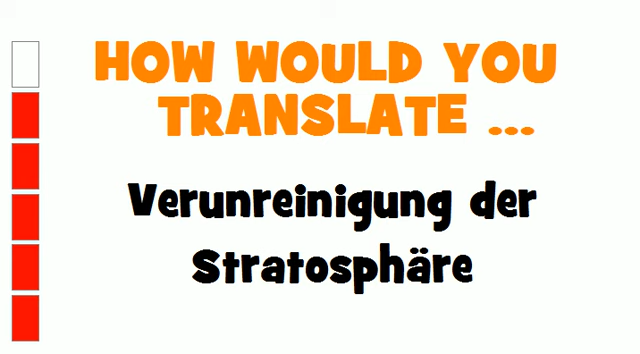 HOW WOULD YOU
TRANSLATE ...
Verunreinigung der
Stratosphäre